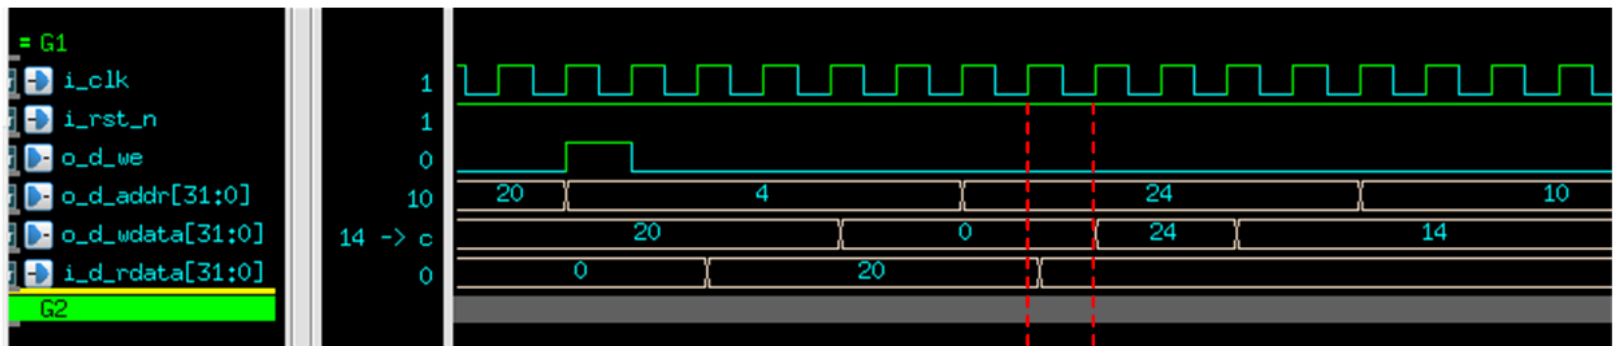 = G1
i_clk 1
i_rst_n 1
o_d_we 0
o_d_addr[31:0] 10 20 4 24 10
o_d_wdata[31:0] 14 -> c 20 0 24 14
i_d_rdata[31:0] 0 0 20
G2